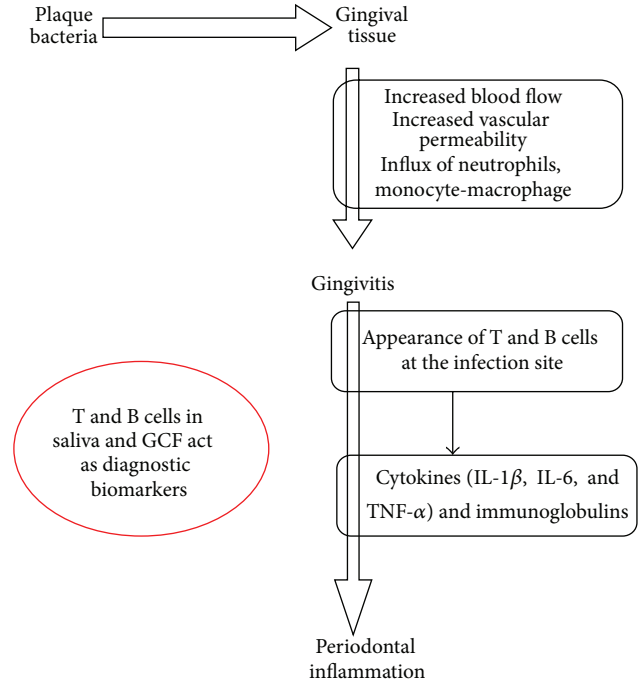 Plaque
bacteria
Gingival
tissue
Increased blood flow
Increased vascular
permeability
Influx of neutrophils,
monocyte-macrophage
Gingivitis
Appearance of T and B cells
at the infection site
T and B cells in
saliva and GCF act
as diagnostic
biomarkers
Cytokines (IL-1β, IL-6, and
TNF-α) and immunoglobulins
Periodontal
inflammation